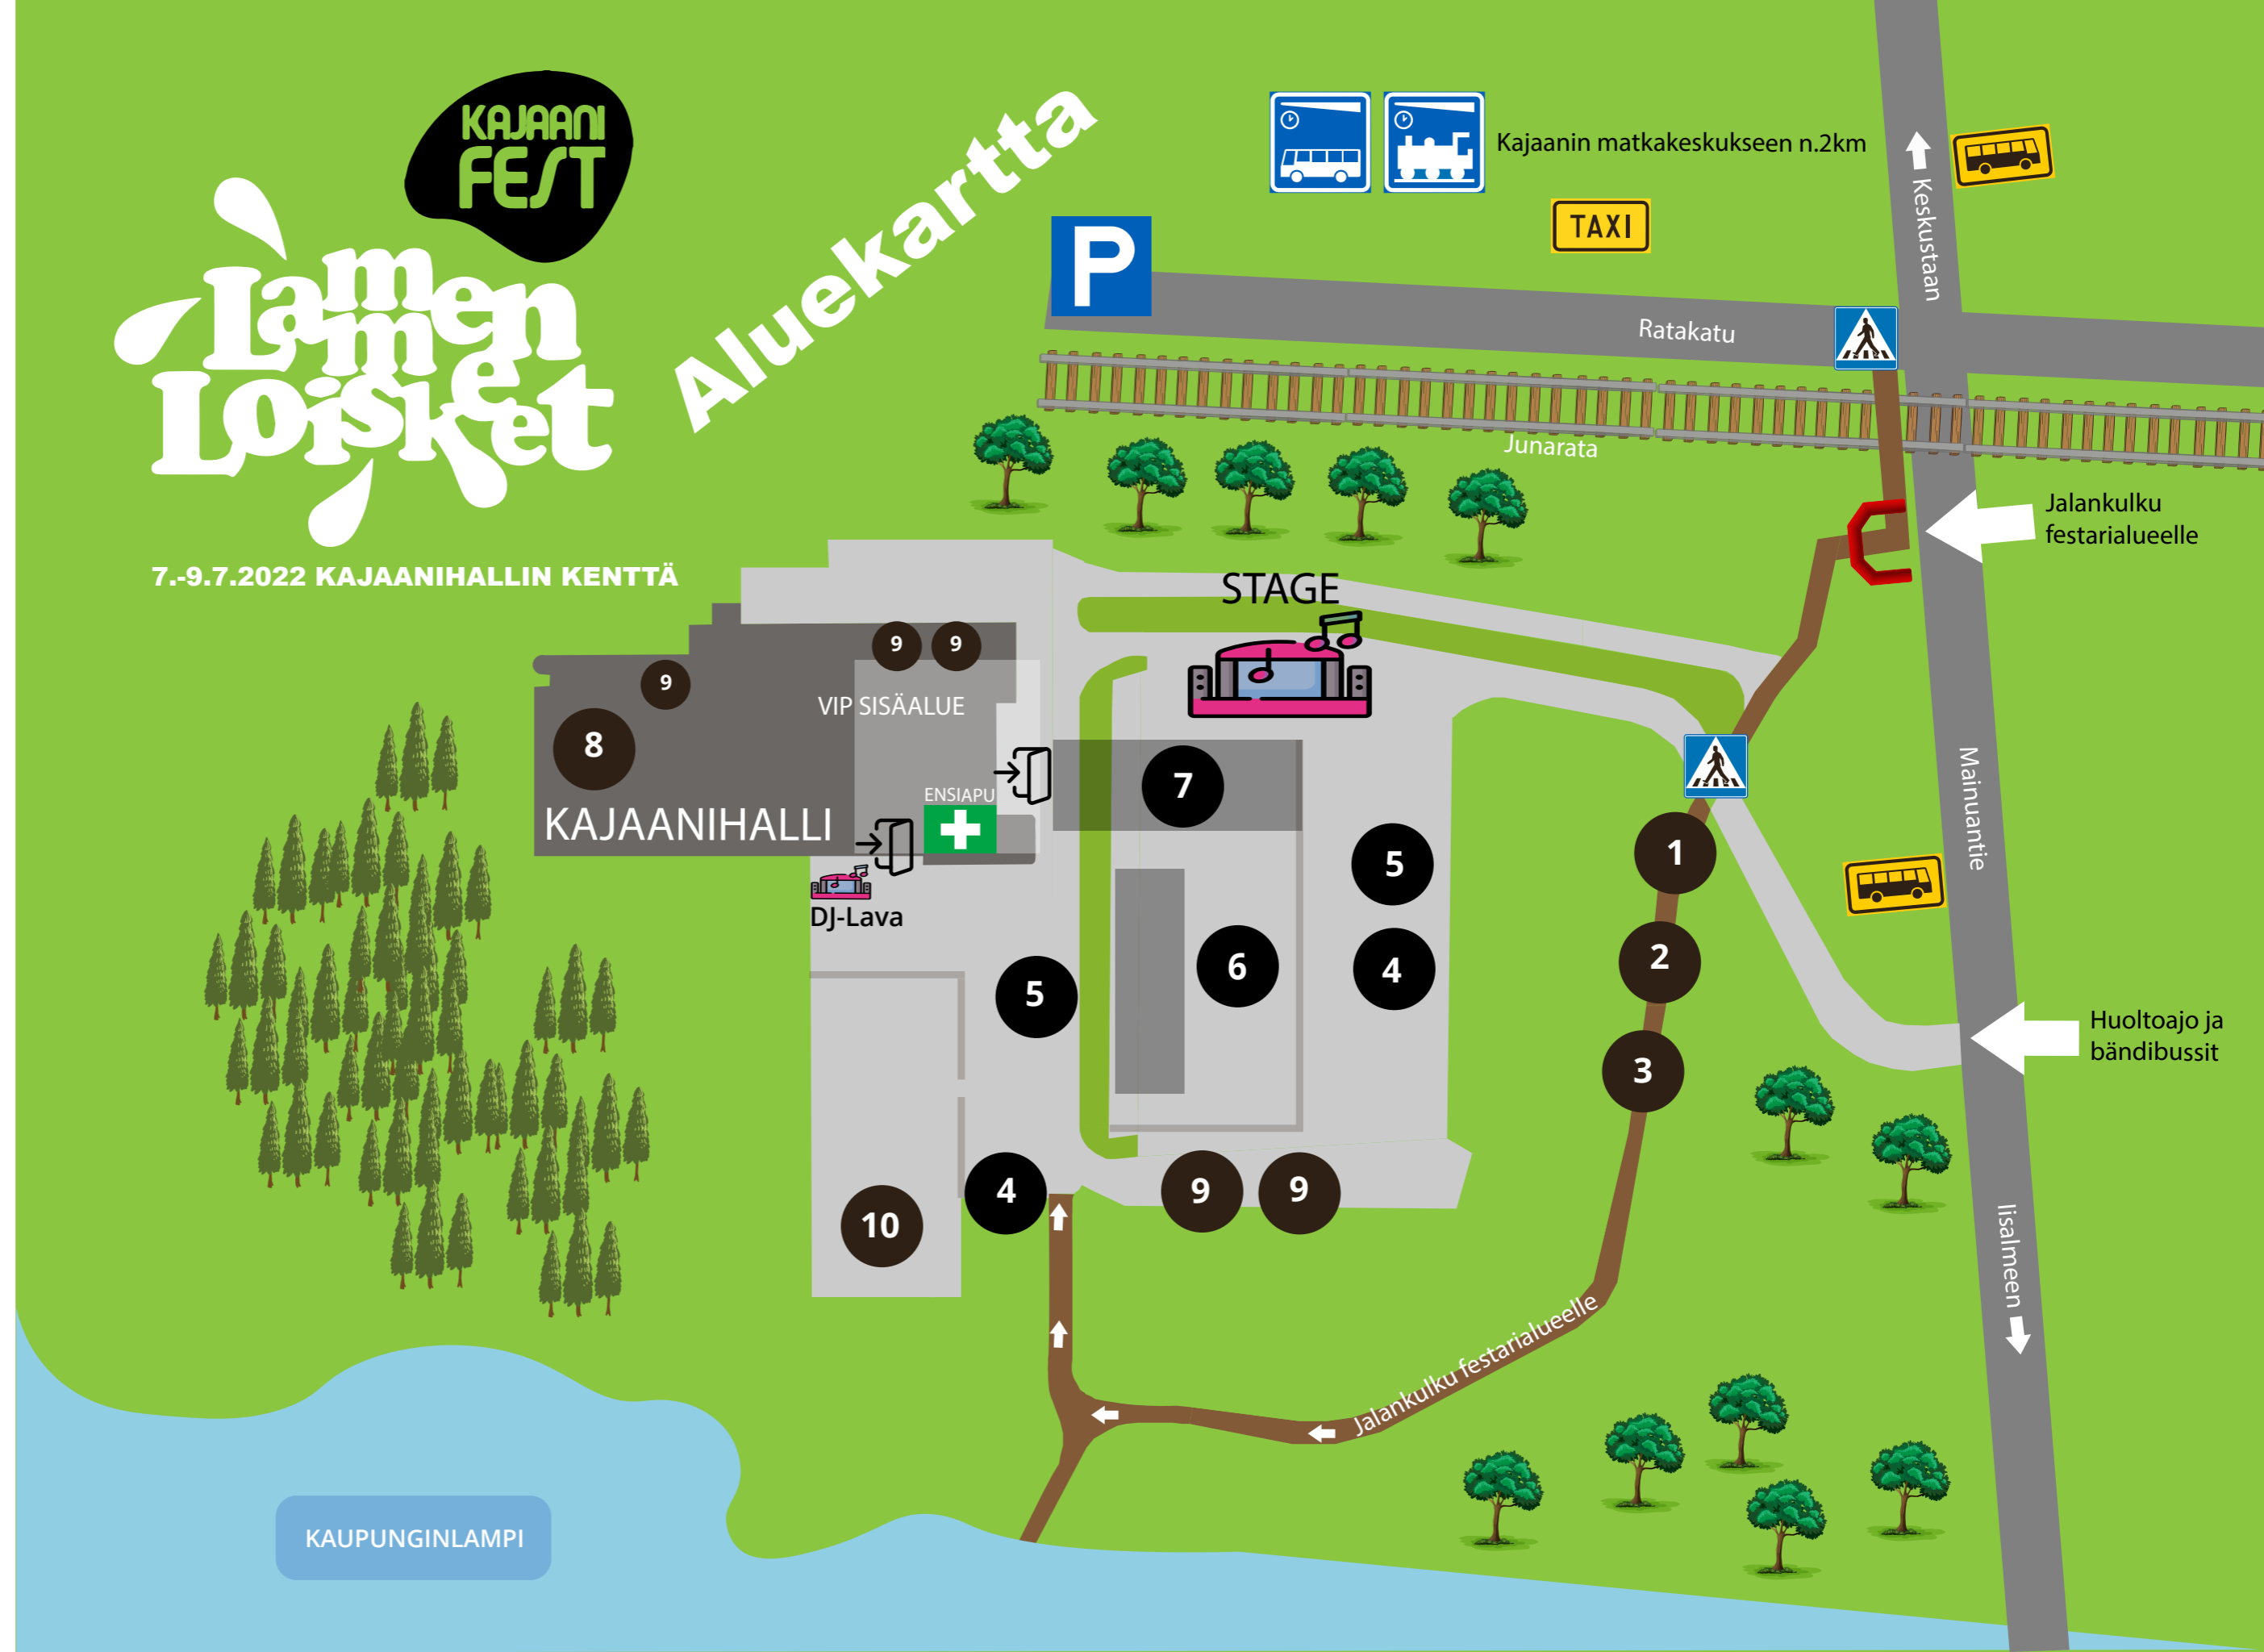 KAJAANI
FEST
Lammen
Loiskeet
Aluekartta
7.-9.7.2022 KAJAANIHALLIN KENTTÄ
Kajaanin matkakeskukseen n.2km
TAXI
P
Keskustaan
Ratakatu
Junarata
Jalankulku
festarialueelle
STAGE
9
9
9
VIP SISÄALUE
8
KAJAANIHALLI
ENSIAPU
7
DJ-Lava
5
1
Mainuantie
2
6
4
5
3
Huoltoajo ja
bändibussit
4
9
9
10
Iisalmeen
Jalankulku festarialueelle
KAUPUNGINLAMPI